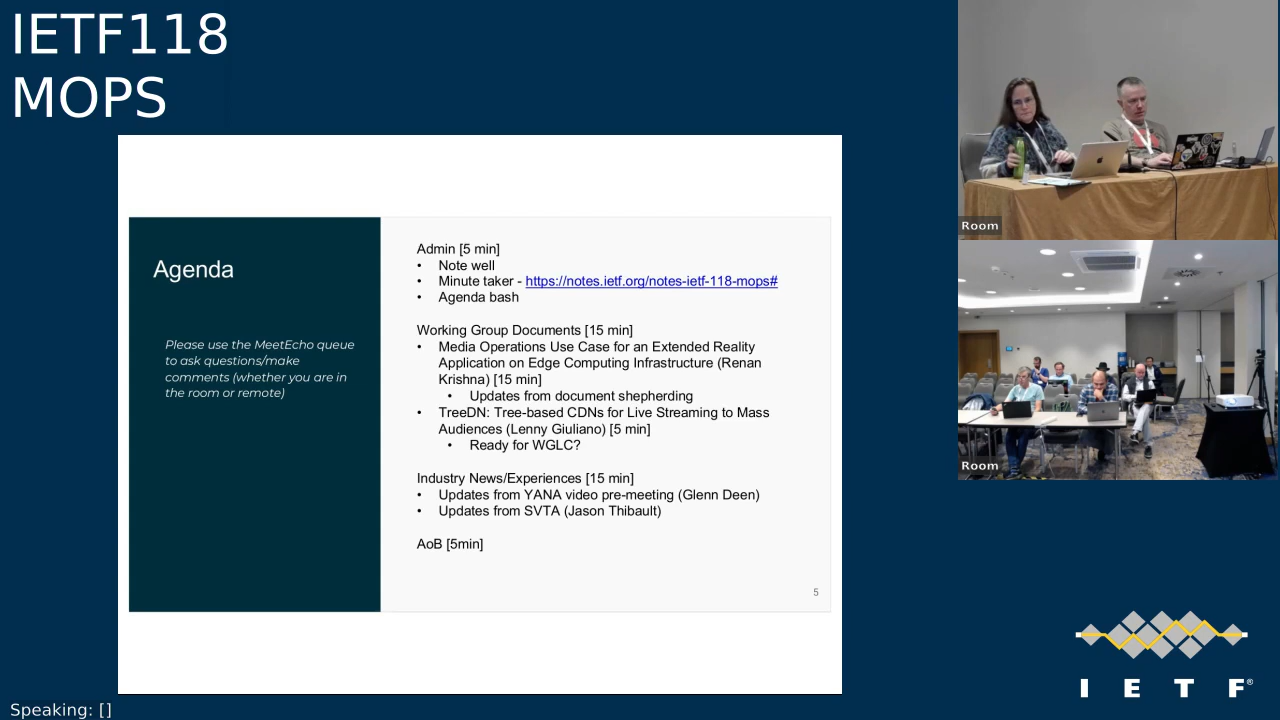 IETF118
MOPS
Agenda
Please use the MeetEcho queue
to ask questions/make
comments (whether you are in
the room or remote)
Admin [5 min]
• Note well
• Minute taker - https://notes.ietf.org/notes-ietf-118-mops#
• Agenda bash
Working Group Documents [15 min]
• Media Operations Use Case for an Extended Reality
Application on Edge Computing Infrastructure (Renan
Krishna) [15 min]
• Updates from document shepherding
• TreeDN: Tree-based CDNs for Live Streaming to Mass
Audiences (Lenny Giuliano) [5 min]
• Ready for WGLC?
Industry News/Experiences [15 min]
• Updates from YANA video pre-meeting (Glenn Deen)
• Updates from SVTA (Jason Thibault)
AoB [5min]
5
Room
Room
I E T F®
Speaking: []